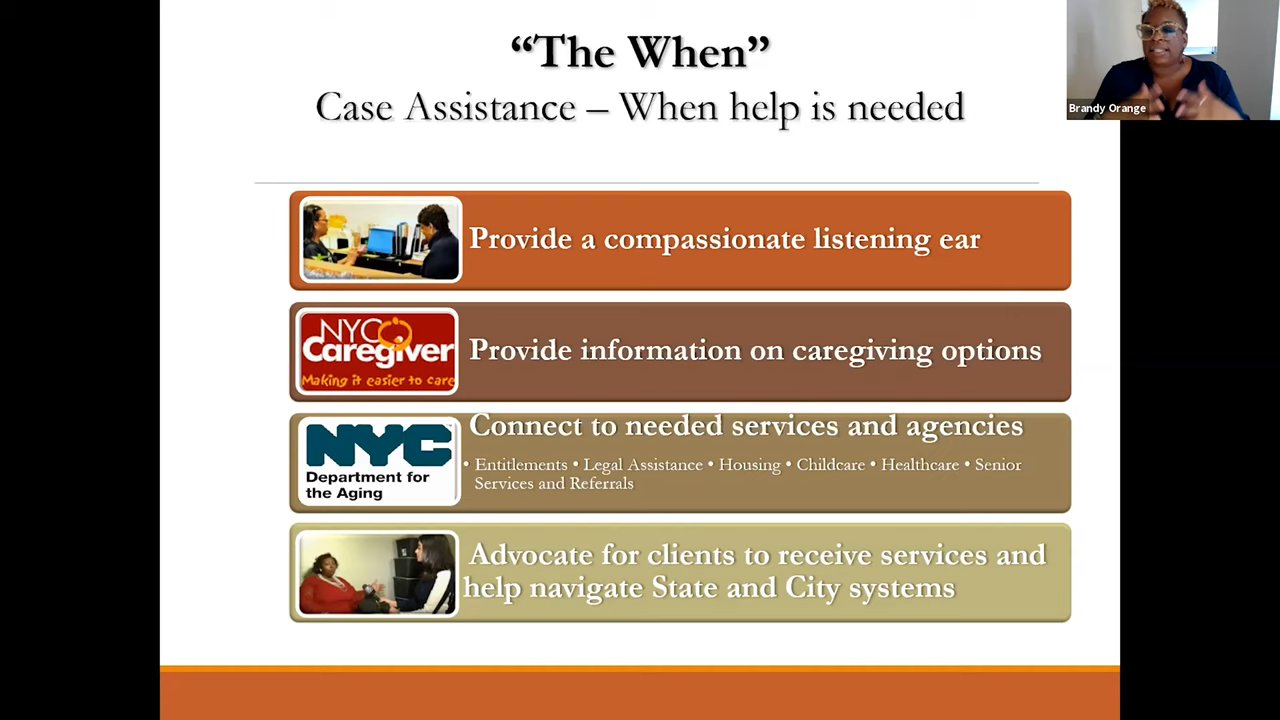 “The When”
Case Assistance – When help is needed
Brandy Orange
Provide a compassionate listening ear
NYC
Caregiver
Making it easier to care
Provide information on caregiving options
NYC
Department for
the Aging
Connect to needed services and agencies
• Entitlements • Legal Assistance • Housing • Childcare • Healthcare • Senior
Services and Referrals
Advocate for clients to receive services and
help navigate State and City systems